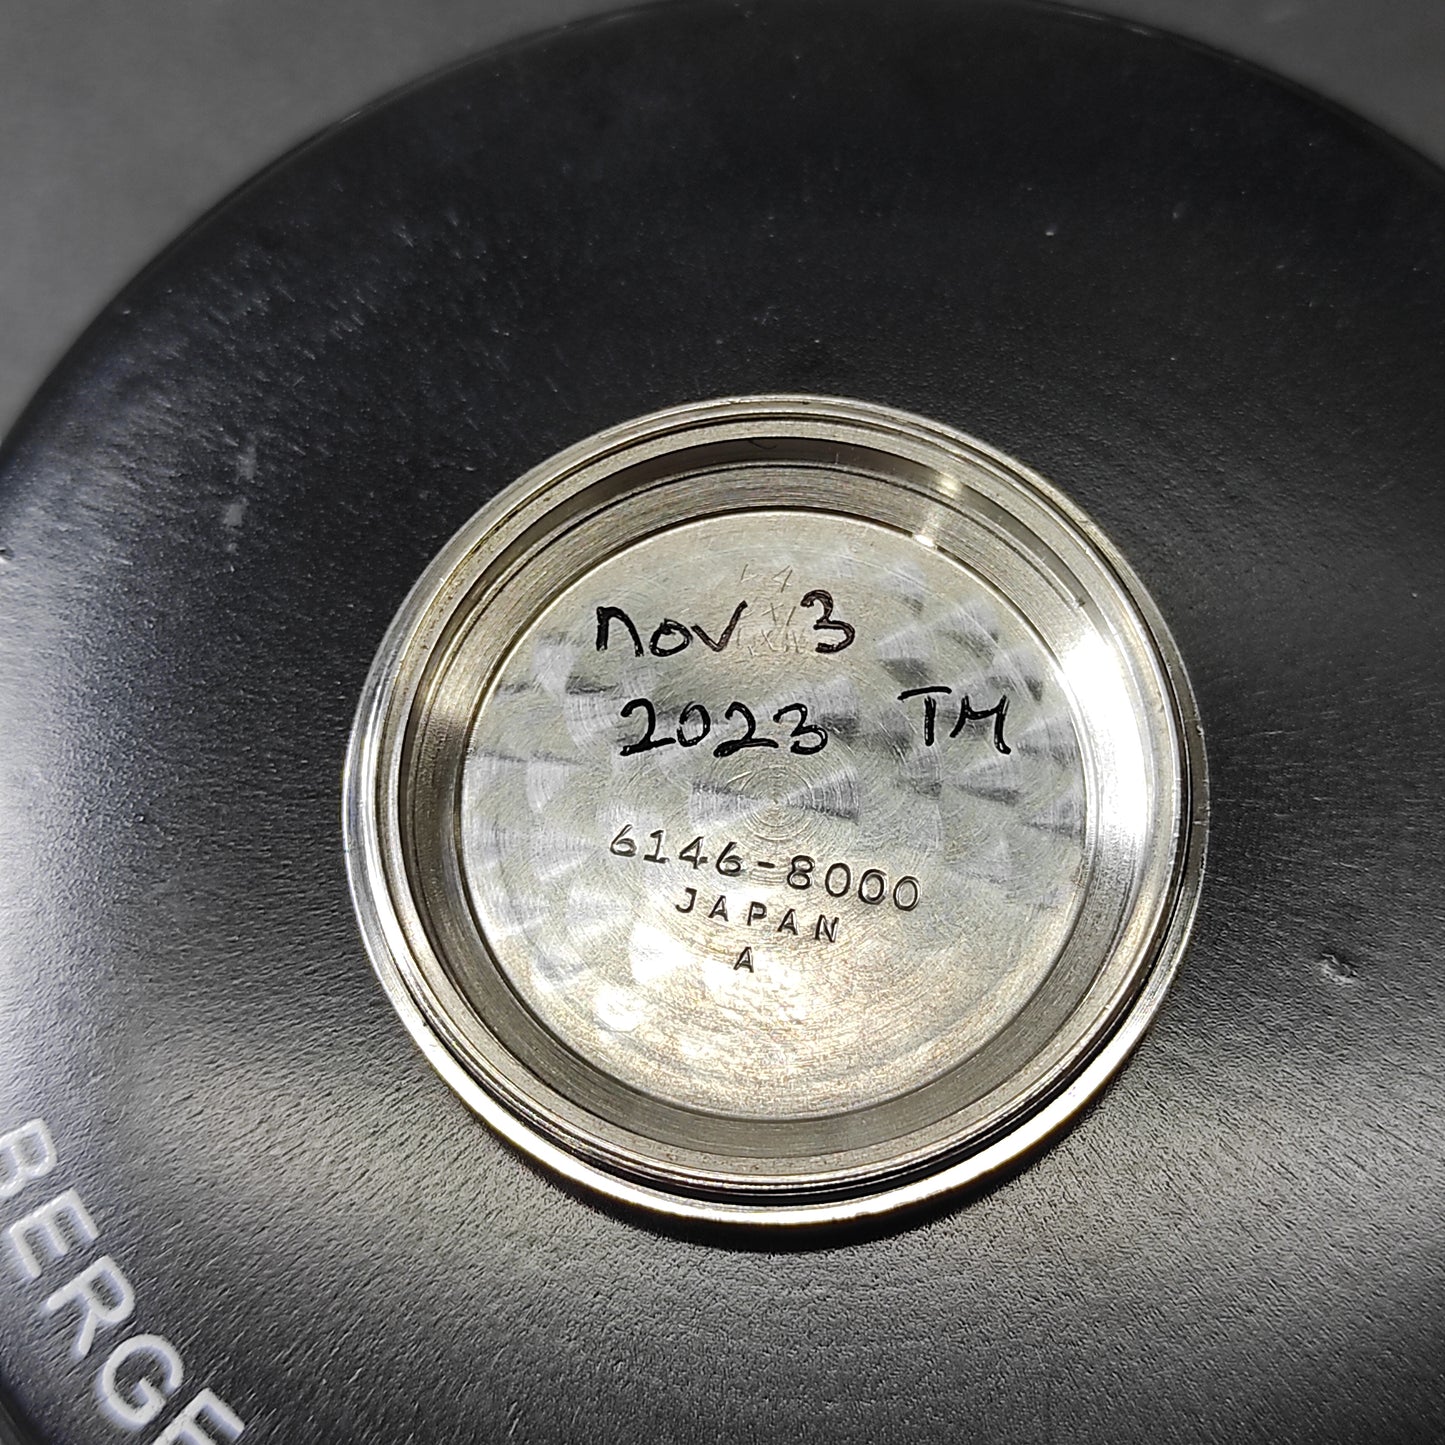 nov 3
2023 TM
6146-8000
JAPAN
A
BERGE